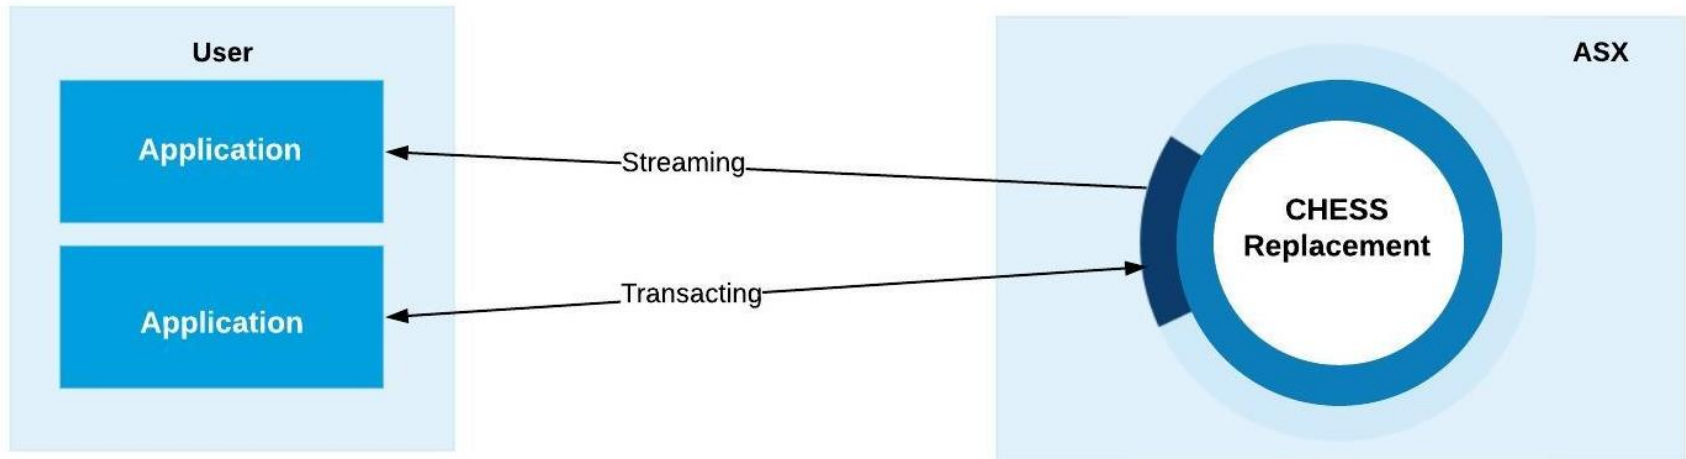 User
ASX
Application
Streaming
CHESS
Replacement
Transacting
Application